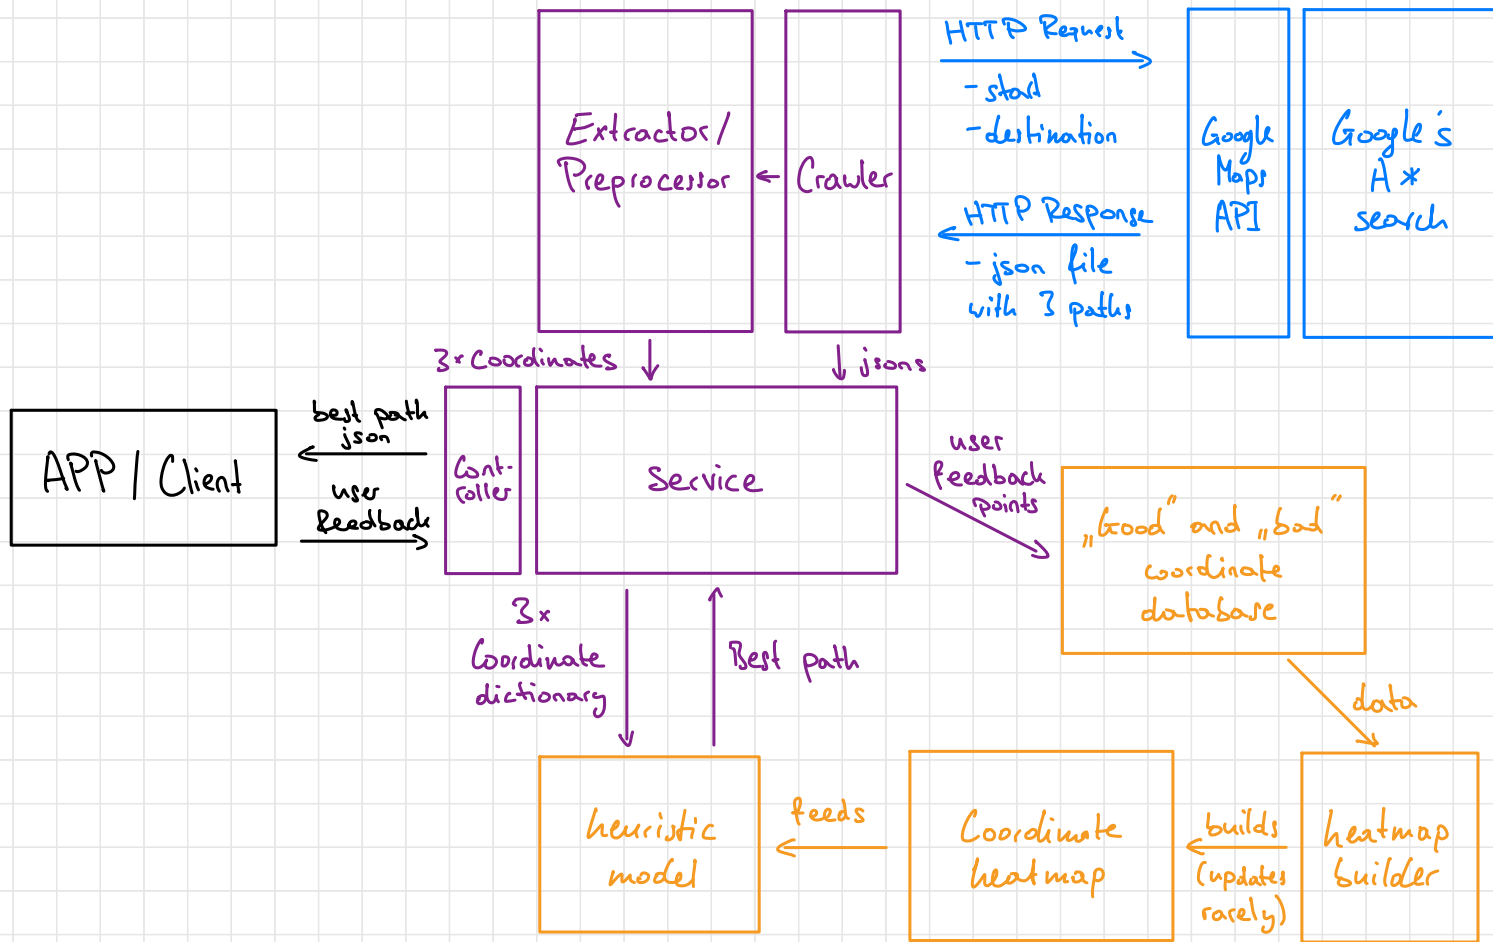 Extractor/
Preprocessor
Crawler
HTTP Request
- start
- destination
HTTP Response
- json file
with 3 paths
Google
Maps
API
Google's
A*
search
3x Coordinates
jsons
APP / Client
best path
json
user
feedback
Cont-
roller
Service
user
feedback
points
„Good" and „bad"
coordinate
database
3x
Coordinate
dictionary
Best path
data
heuristic
model
feeds
Coordinate
heatmap
builds
(updates
rarely)
heatmap
builder